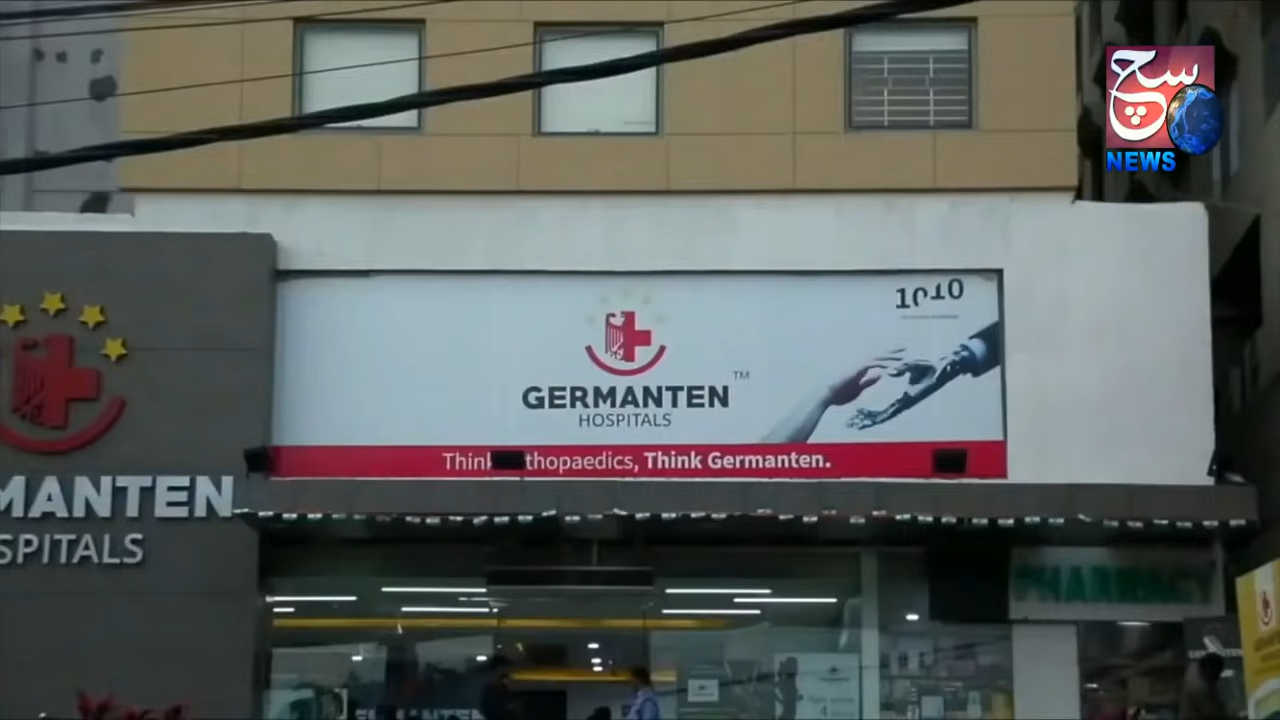 سچ
NEWS
1010
GERMANTEN
TM
HOSPITALS
Think thopaedics, Think Germanten.
MANTEN
SPITALS
PHARMACY